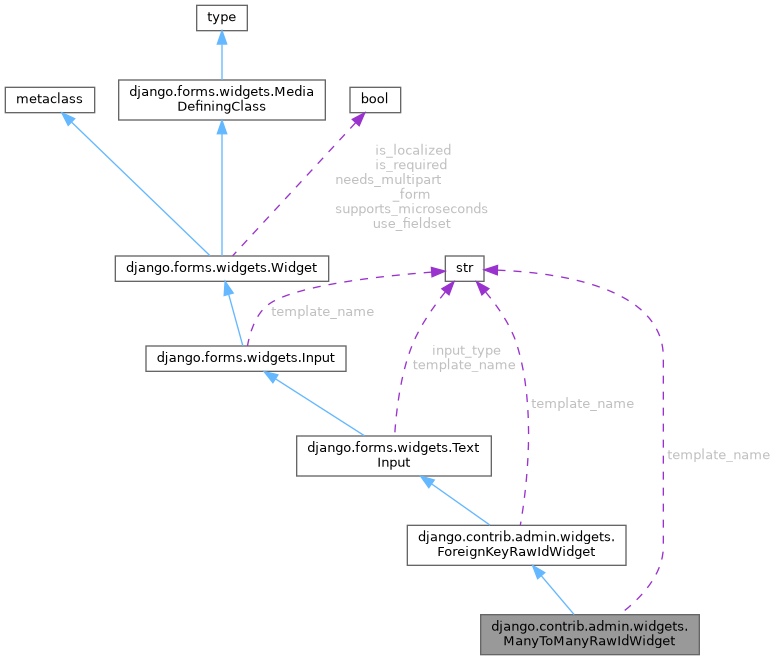 type
django.forms.widgets.Media
DefiningClass
metaclass
bool
is_localized
is_required
needs_multipart
_form
supports_microseconds
use_fieldset
django.forms.widgets.Widget
str
template_name
django.forms.widgets.Input
input_type
template_name
template_name
django.forms.widgets.Text
Input
template_name
django.contrib.admin.widgets.
ForeignKeyRawIdWidget
django.contrib.admin.widgets.
ManyToManyRawIdWidget